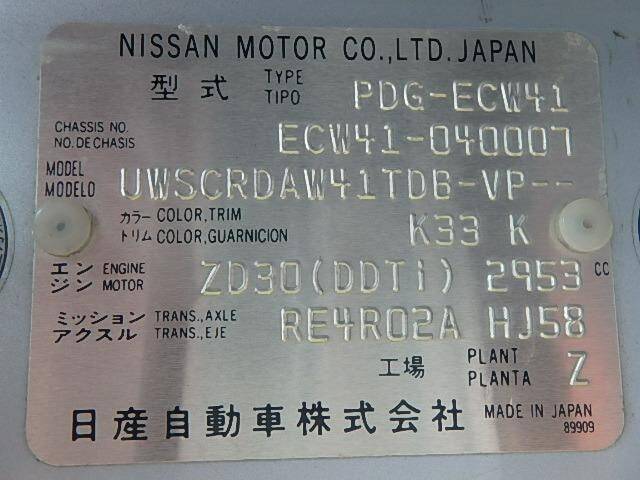 NISSAN MOTOR CO.,LTD. JAPAN
型式 TYPE TIPO PDG-ECW41
CHASSIS NO. NO. DE CHASIS ECW41-040007
MODEL MODELO UWSCRDAW41TDB-VP--
カラー COLOR,TRIM
トリム COLOR,GUARNICION K33 K
エンジン ENGINE MOTOR ZD30(DDTi) 2953 CC
ミッション TRANS.,AXLE
アクスル TRANS.,EJE RE4R02A HJ58
工場 PLANT PLANTA Z
日産自動車株式会社 MADE IN JAPAN
89909